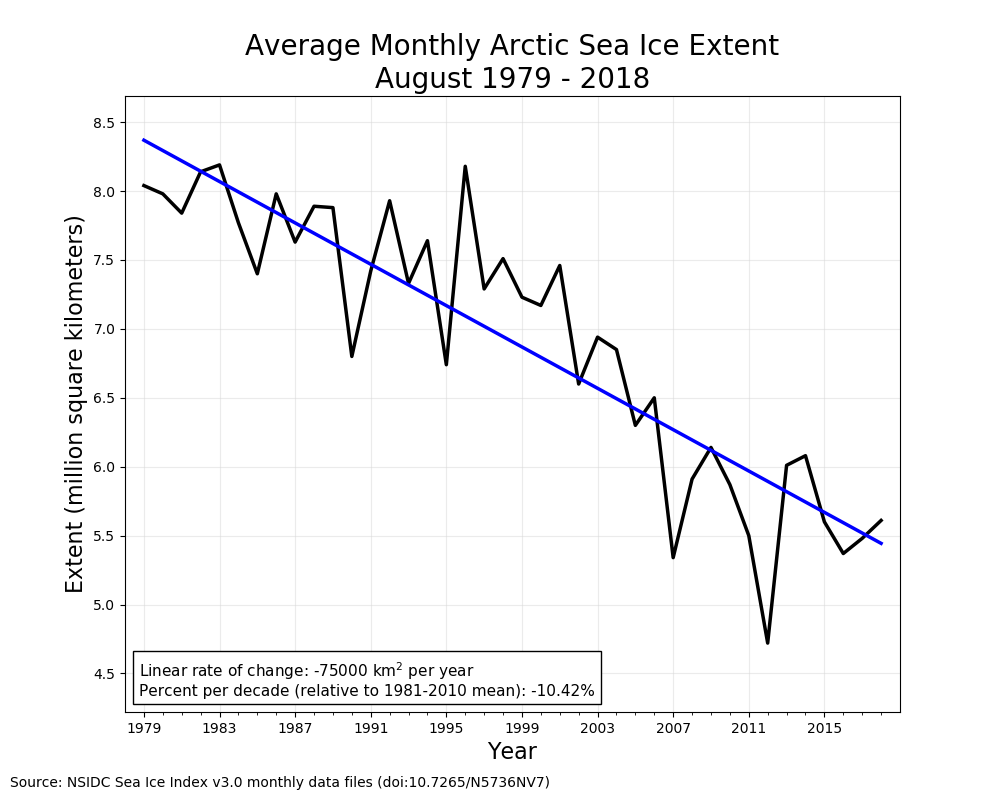 Average Monthly Arctic Sea Ice Extent
August 1979 - 2018
Extent (million square kilometers)
8.5
8.0
7.5
7.0
6.5
6.0
5.5
5.0
4.5
Linear rate of change: -75000 km² per year
Percent per decade (relative to 1981-2010 mean): -10.42%
1979 1983 1987 1991 1995 1999 2003 2007 2011 2015
Year
Source: NSIDC Sea Ice Index v3.0 monthly data files (doi:10.7265/N5736NV7)